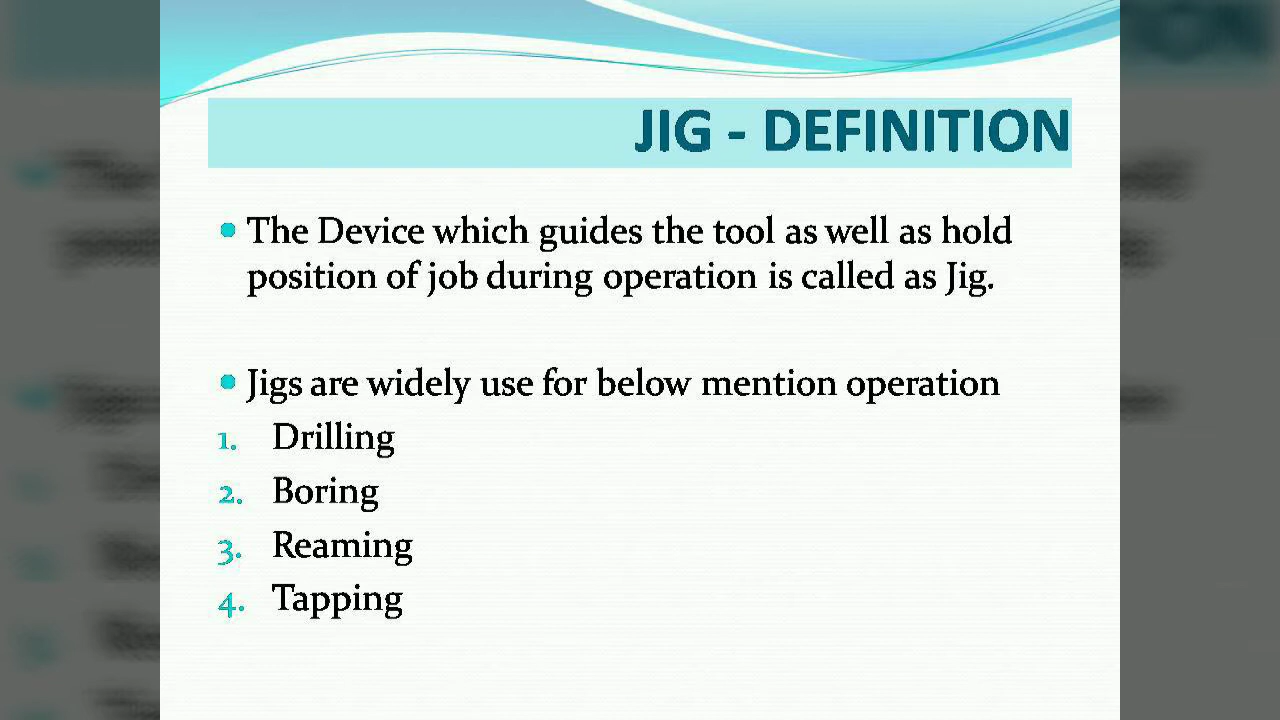 JIG - DEFINITION
• The Device which guides the tool as well as hold
position of job during operation is called as Jig.
• Jigs are widely use for below mention operation
1. Drilling
2. Boring
3. Reaming
4. Tapping